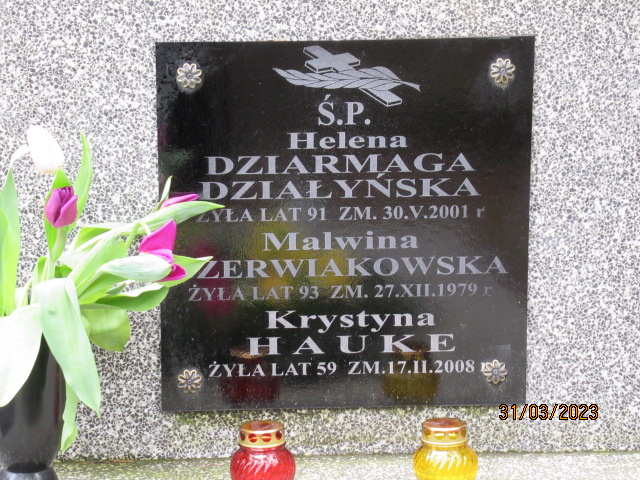 Ś.P.
Helena
DZIARMAGA
DZIAŁYŃSKA
ŻYŁA LAT 91 ZM. 30.V.2001 r
Malwina
ZERWIAKOWSKA
ŻYŁA LAT 93 ZM. 27.XII.1979 r.
Krystyna
HAUKE
ŻYŁA LAT 59 ZM.17.II.2008 r.
31/03/2023